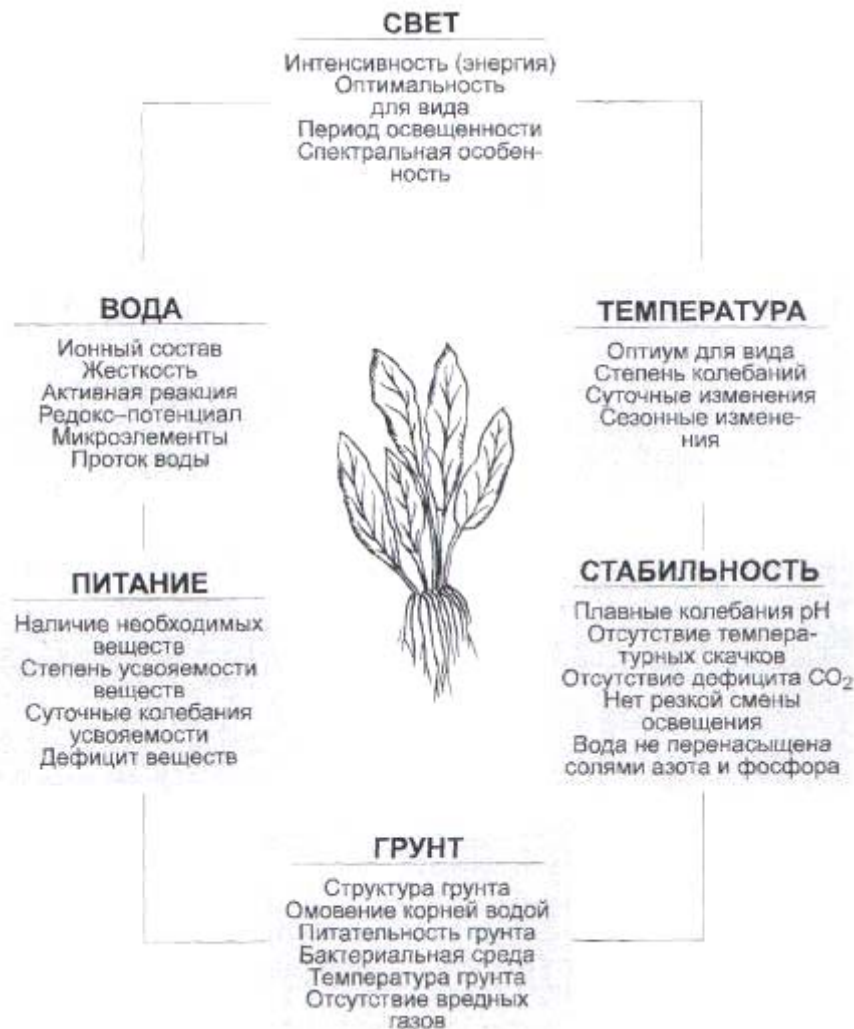 СВЕТ
Интенсивность (энергия)
Оптимальность
для вида
Период освещенности
Спектральная особен-
ность
ВОДА
Ионный состав
Жесткость
Активная реакция
Редокс–потенциал
Микроэлементы
Проток воды
ТЕМПЕРАТУРА
Оптиум для вида
Степень колебаний
Суточные изменения
Сезонные измене-
ния
ПИТАНИЕ
Наличие необходимых
веществ
Степень усвояемости
веществ
Суточные колебания
усвояемости
Дефицит веществ
СТАБИЛЬНОСТЬ
Плавные колебания pH
Отсутствие темпера-
турных скачков
Отсутствие дефицита CO₂
Нет резкой смены
освещения
Вода не перенасыщена
солями азота и фосфора
ГРУНТ
Структура грунта
Омовение корней водой
Питательность грунта
Бактериальная среда
Температура грунта
Отсутствие вредных
газов